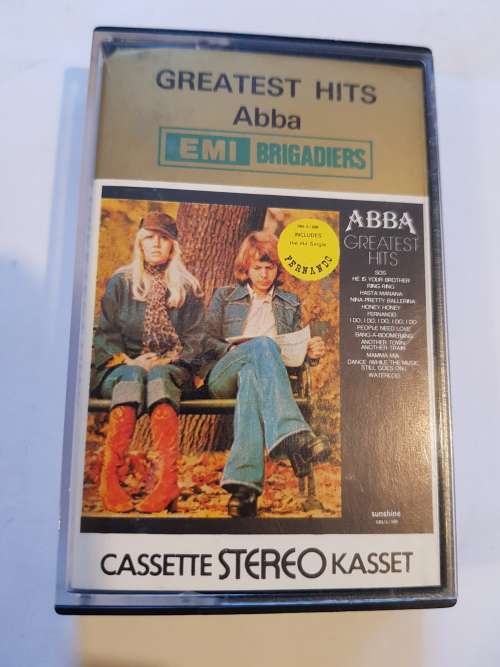 GREATEST HITS
Abba
EMI BRIGADIERS
INCLUDES
the Hit Single
FERNANDO
ABBA
GREATEST
HITS
SOS
HE IS YOUR BROTHER
RING RING
HASTA MANANA
NINA PRETTY BALLERINA
HONEY HONEY
FERNANDO
I DO, I DO, I DO, I DO, I DO
PEOPLE NEED LOVE
BANG-A-BOOMERANG
ANOTHER TOWN
ANOTHER TRAIN
MAMMA MIA
DANCE (WHILE THE MUSIC
STILL GOES ON)
WATERLOO
sunshine
CASSETTE STEREO KASSET